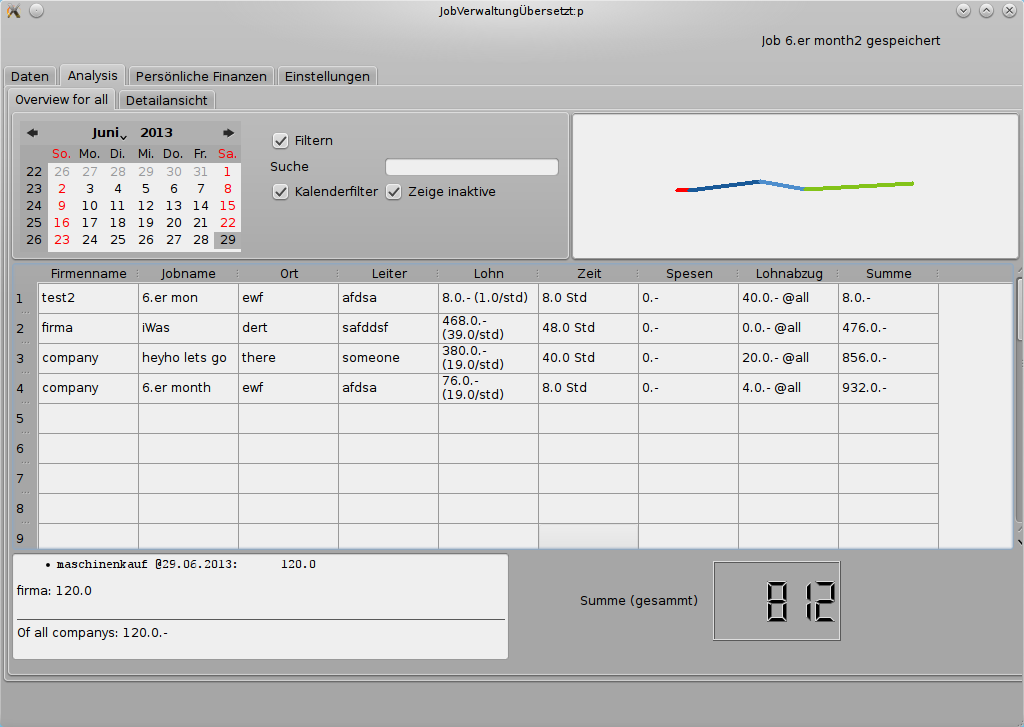 JobVerwaltungÜbersetzt:p
Job 6.er month2 gespeichert
Daten Analysis Persönliche Finanzen Einstellungen
Overview for all Detailansicht
Juni 2013
So. Mo. Di. Mi. Do. Fr. Sa.
22 26 27 28 29 30 31 1
23 2 3 4 5 6 7 8
24 9 10 11 12 13 14 15
25 16 17 18 19 20 21 22
26 23 24 25 26 27 28 29
Filtern
Suche
Kalenderfilter Zeige inaktive
Firmenname Jobname Ort Leiter Lohn Zeit Spesen Lohnabzug Summe
1 test2 6.er mon ewf afdsa 8.0.- (1.0/std) 8.0 Std 0.- 40.0.- @all 8.0.-
2 firma iWas dert safddsf 468.0.- (39.0/std) 48.0 Std 0.- 0.0.- @all 476.0.-
3 company heyho lets go there someone 380.0.- (19.0/std) 40.0 Std 0.- 20.0.- @all 856.0.-
4 company 6.er month ewf afdsa 76.0.- (19.0/std) 8.0 Std 0.- 4.0.- @all 932.0.-
5
6
7
8
9
• maschinenkauf @29.06.2013: 120.0
firma: 120.0
Of all companys: 120.0.-
Summe (gesammt) 812